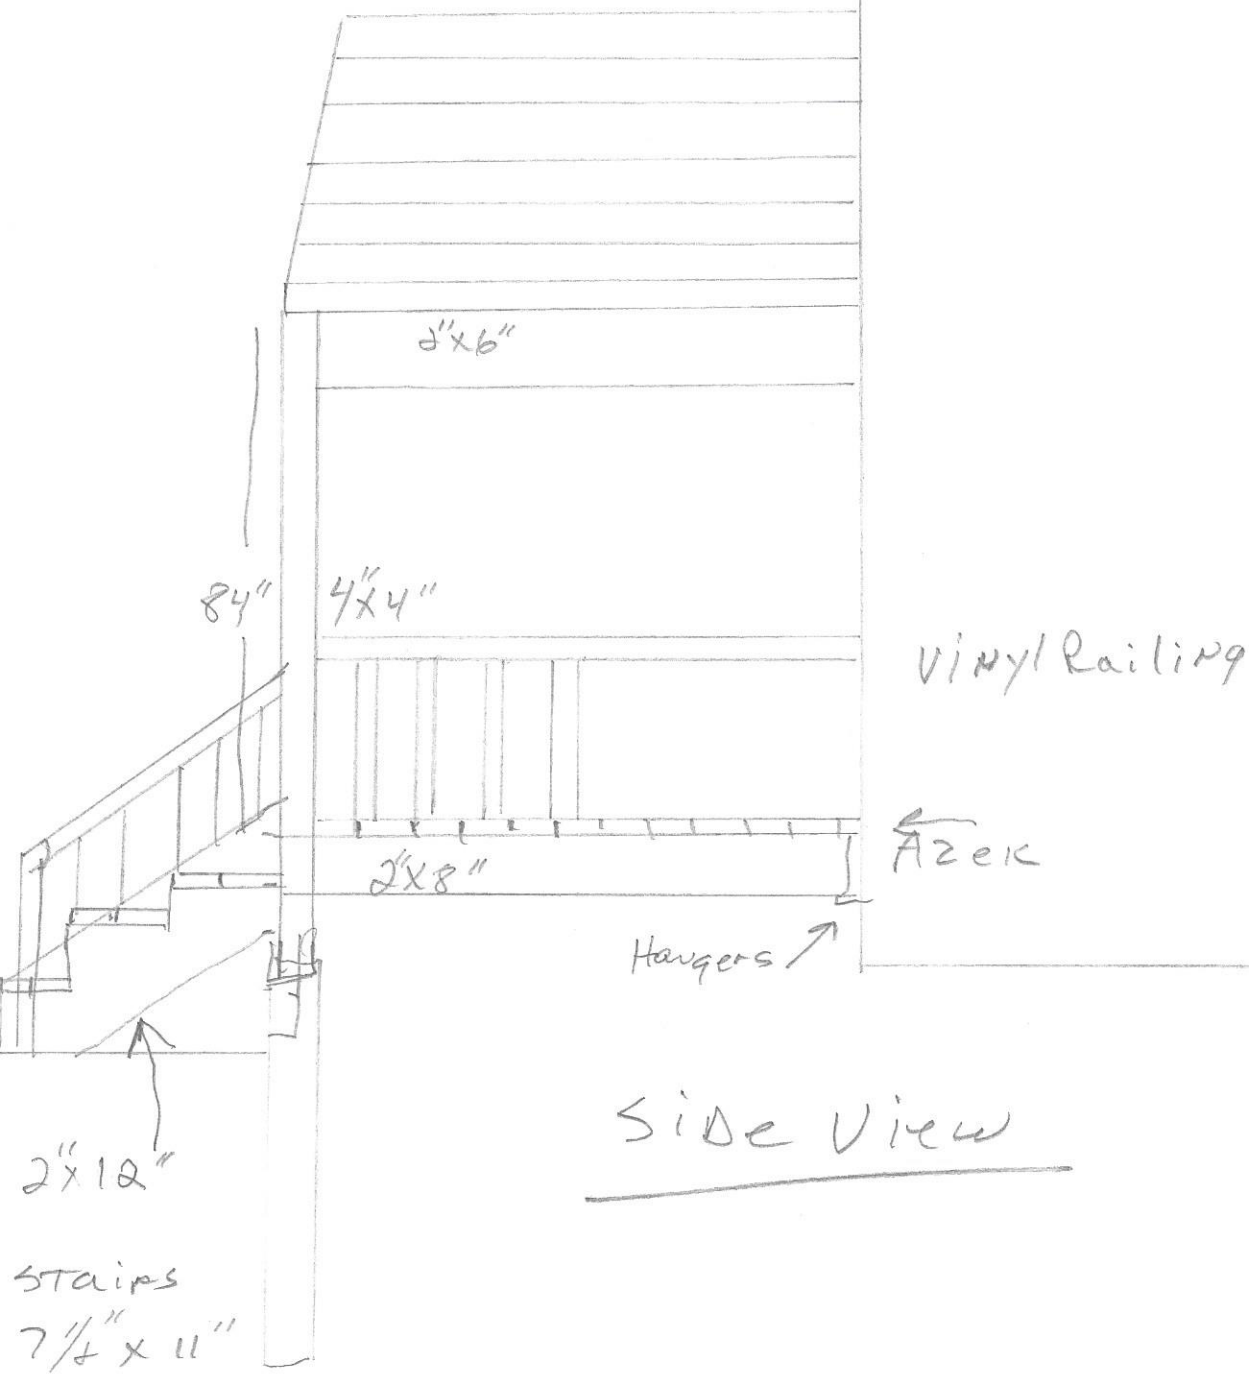 2"x6"
84"
4"x4"
Vinyl Railing
Azek
2"x8"
Hangers
Side View
2"x12"
Stairs
7 1/2" x 11"